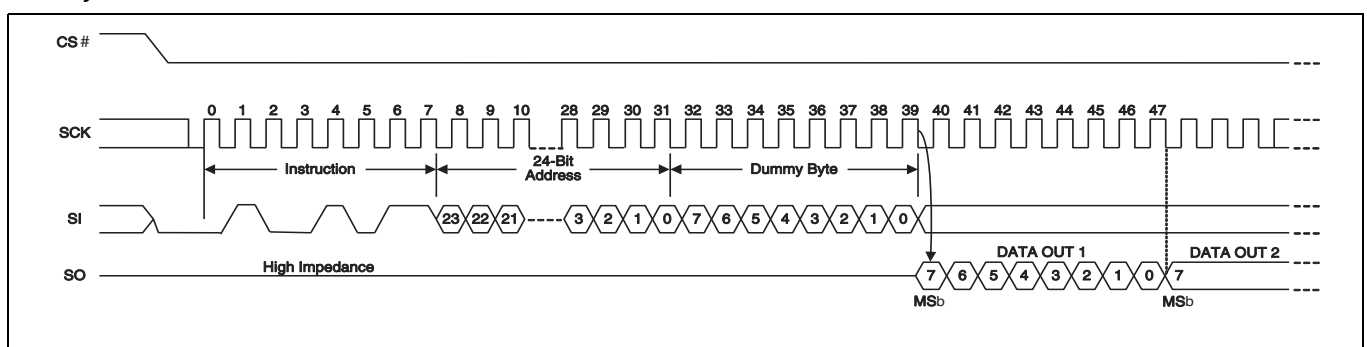 CS #
0 1 2 3 4 5 6 7 8 9 10 28 29 30 31 32 33 34 35 36 37 38 39 40 41 42 43 44 45 46 47
SCK
Instruction
24-Bit
Address
Dummy Byte
SI
23 22 21 3 2 1 0 7 6 5 4 3 2 1 0
DATA OUT 1
DATA OUT 2
High Impedance
SO
7 6 5 4 3 2 1 0 7
MSb
MSb